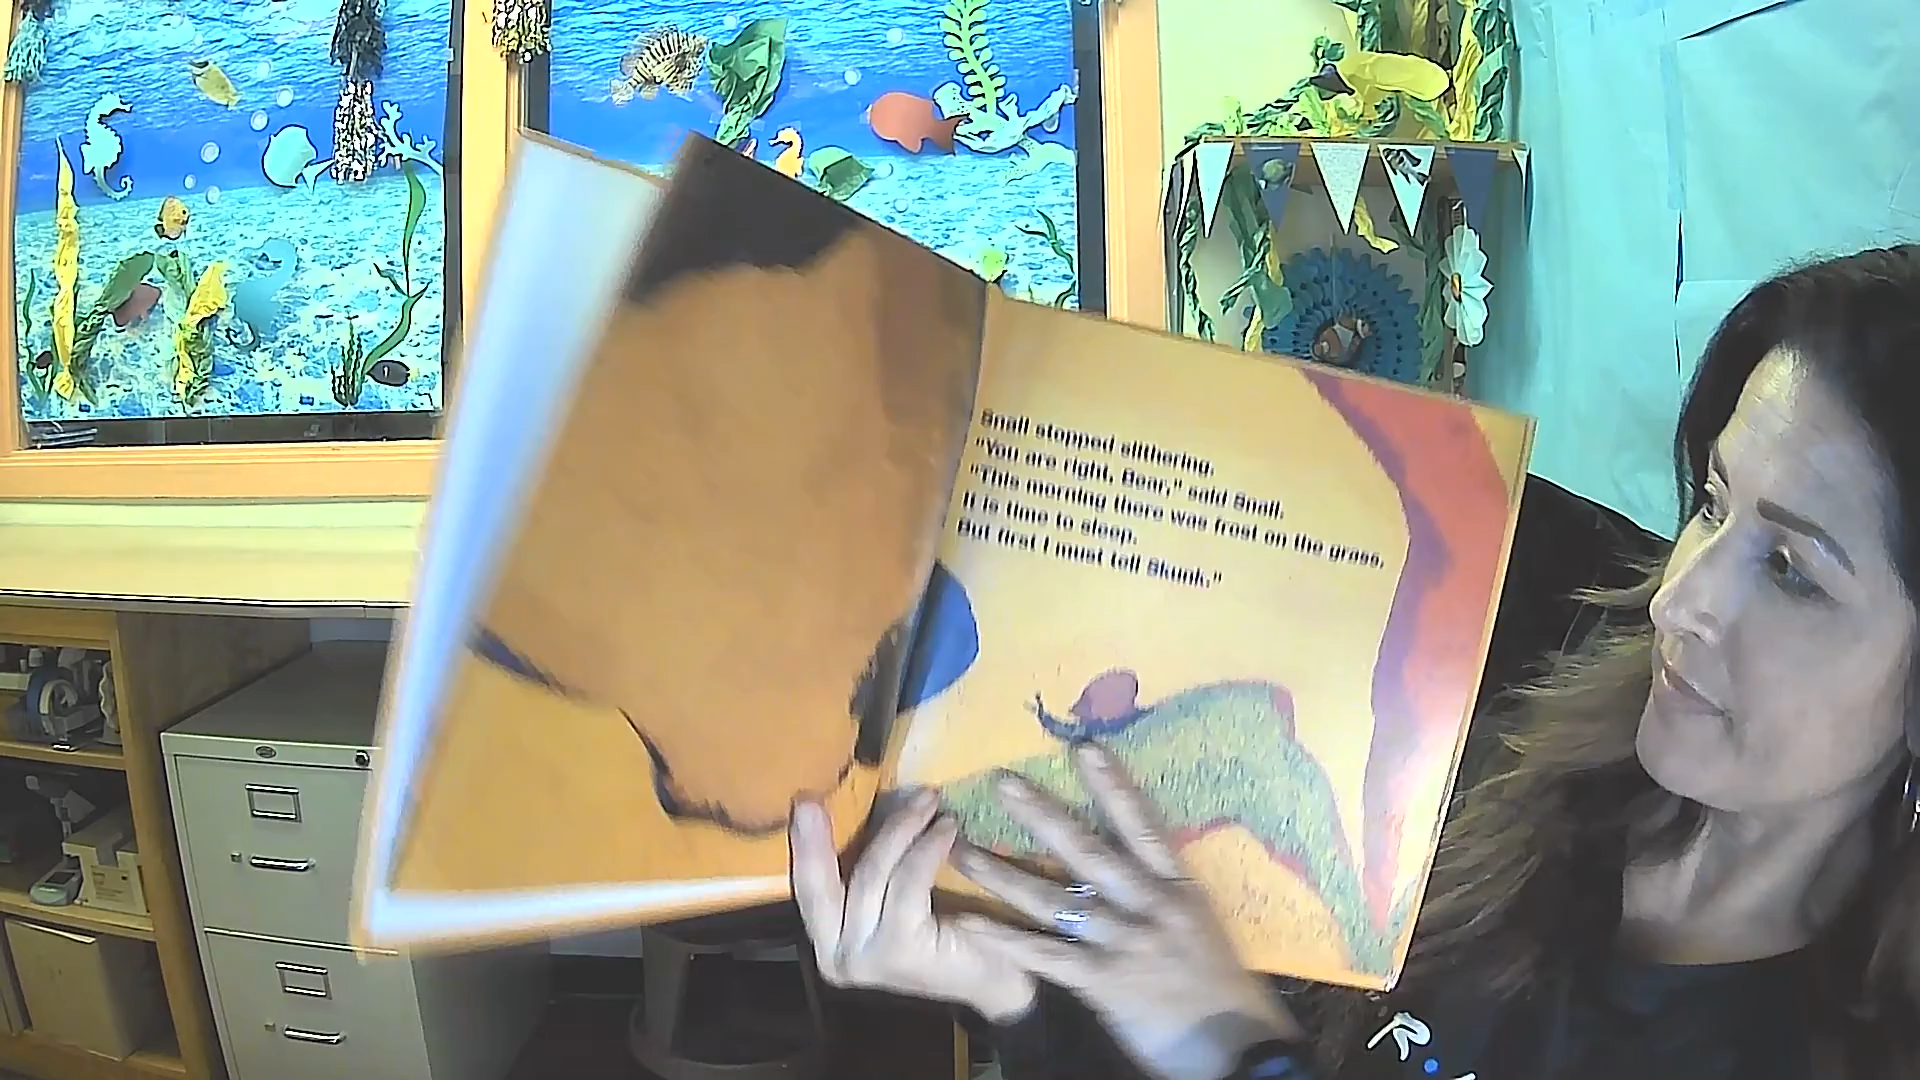 Snail stopped slithering.
"You are right, Bear," said Snail.
"This morning there was frost on the grass.
It is time to sleep.
But first I must tell Skunk."